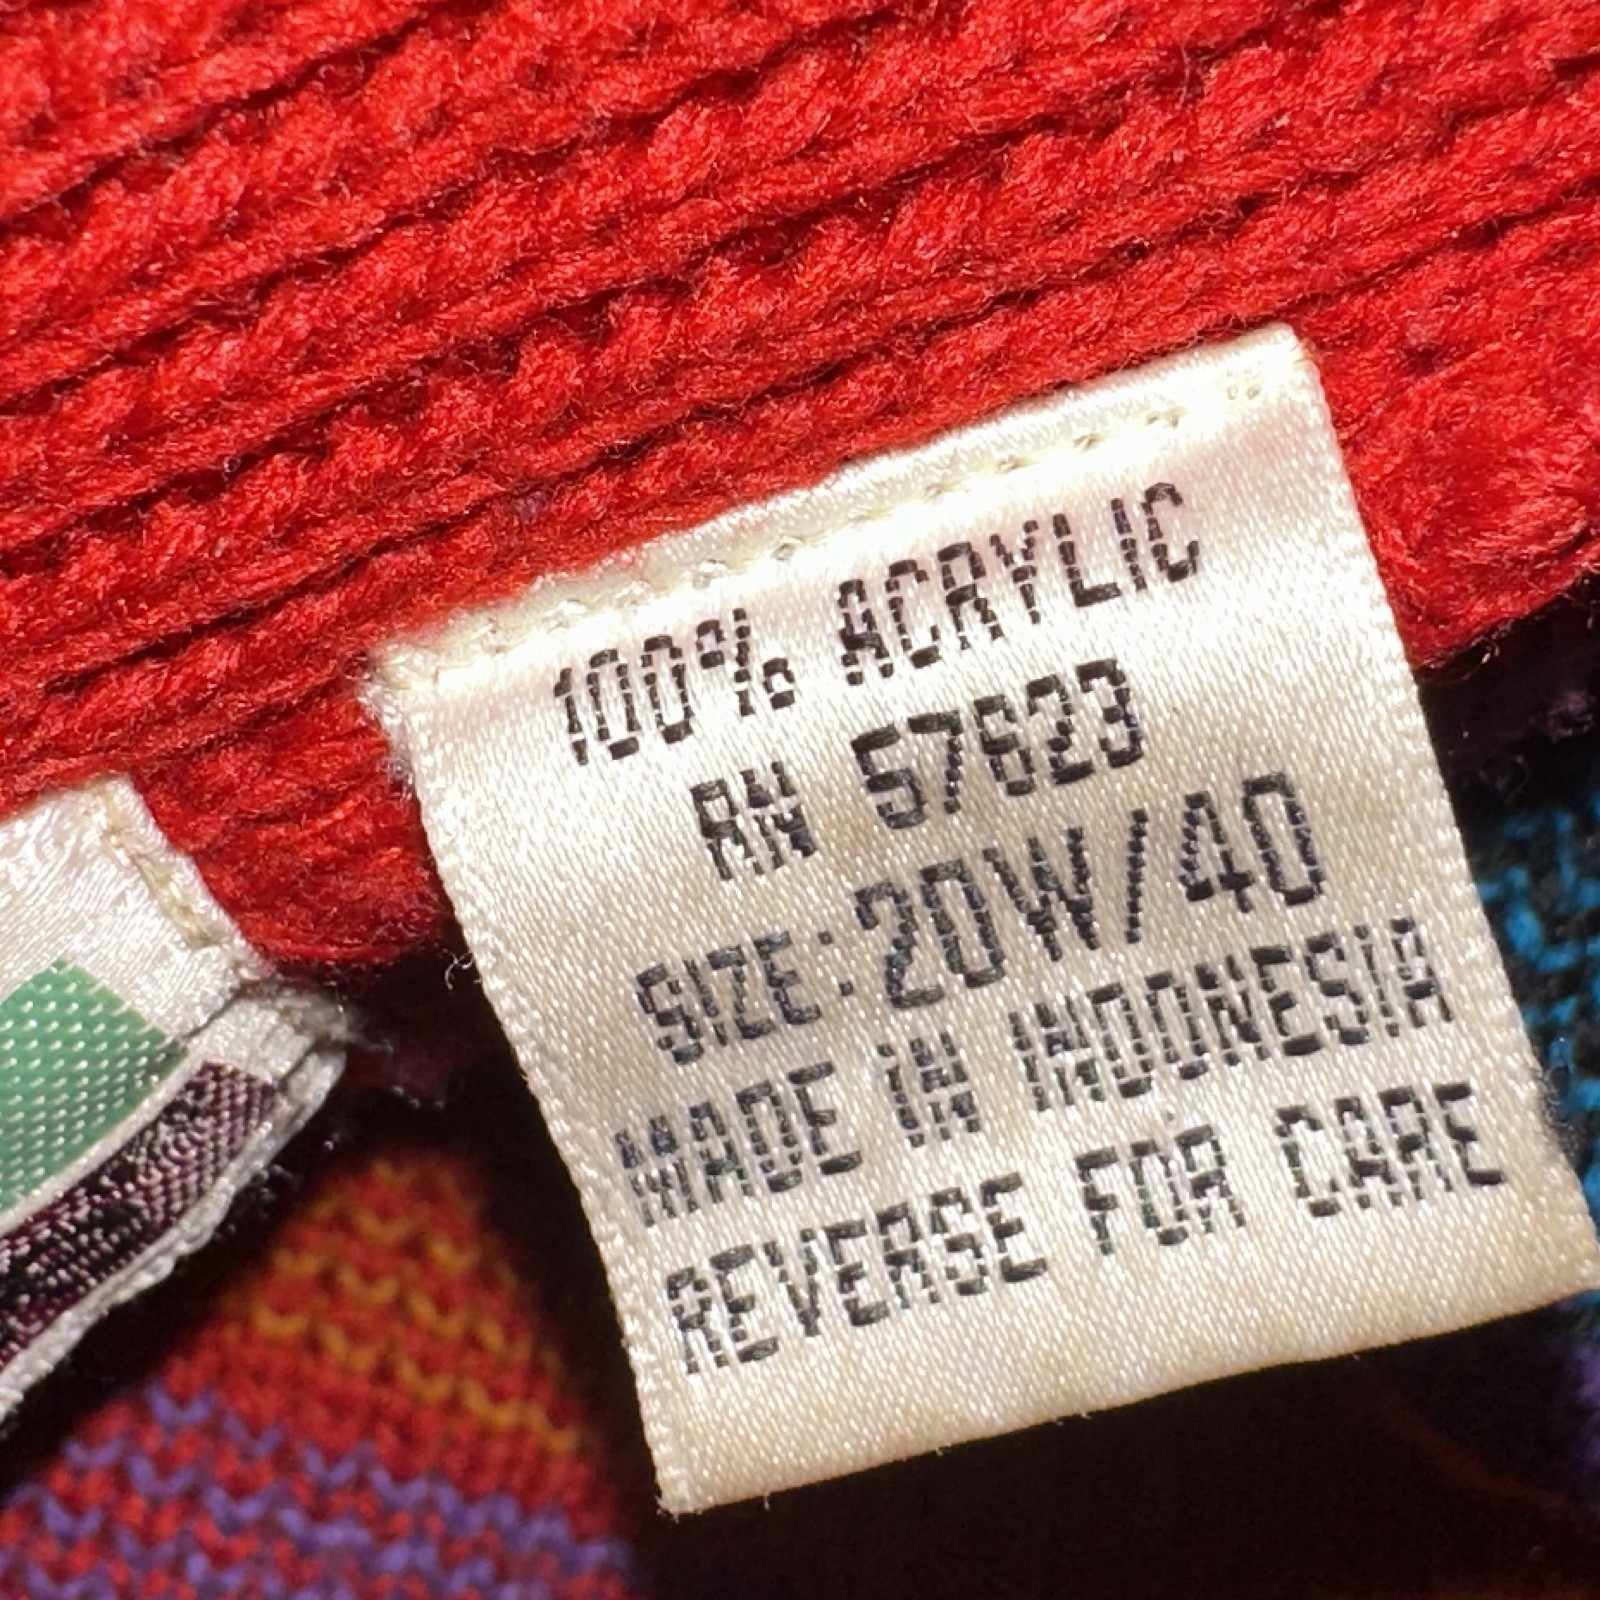 100% ACRYLIC
RN 57623
SIZE: 20W/40
MADE IN INDONESIA
REVERSE FOR CARE